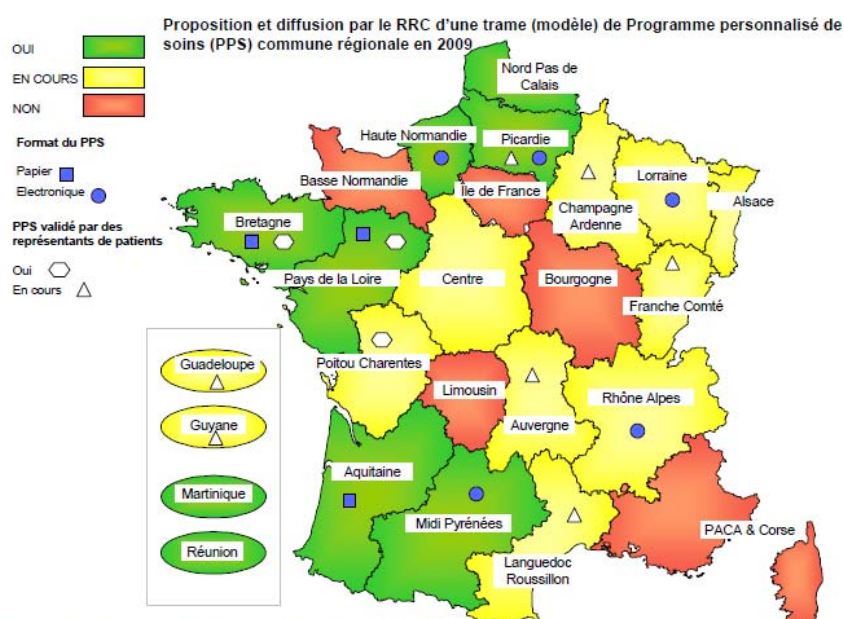 Proposition et diffusion par le RRC d'une trame (modèle) de Programme personnalisé de
soins (PPS) commune régionale en 2009
OUI
EN COURS
NON
Format du PPS
Papier
Electronique
PPS validé par des
représentants de patients
Oui
En cours
Nord Pas de
Calais
Haute Normandie
Picardie
Basse Normandie
Île de France
Lorraine
Champagne
Ardenne
Alsace
Bretagne
Pays de la Loire
Centre
Bourgogne
Franche Comté
Poitou Charentes
Limousin
Auvergne
Rhône Alpes
Guadeloupe
Guyane
Martinique
Réunion
Aquitaine
Midi Pyrénées
Languedoc
Roussillon
PACA & Corse